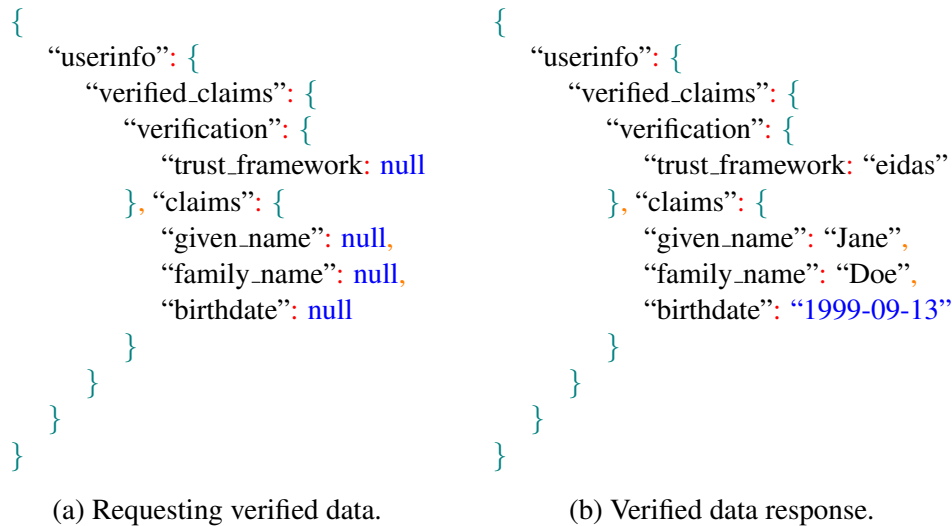 {
“userinfo”: {
“verified_claims”: {
“verification”: {
“trust_framework: null
}, “claims”: {
“given_name”: null,
“family_name”: null,
“birthdate”: null
}
}
}
}
(a) Requesting verified data.
{
“userinfo”: {
“verified_claims”: {
“verification”: {
“trust_framework: “eidas”
}, “claims”: {
“given_name”: “Jane”,
“family_name”: “Doe”,
“birthdate”: “1999-09-13”
}
}
}
}
(b) Verified data response.